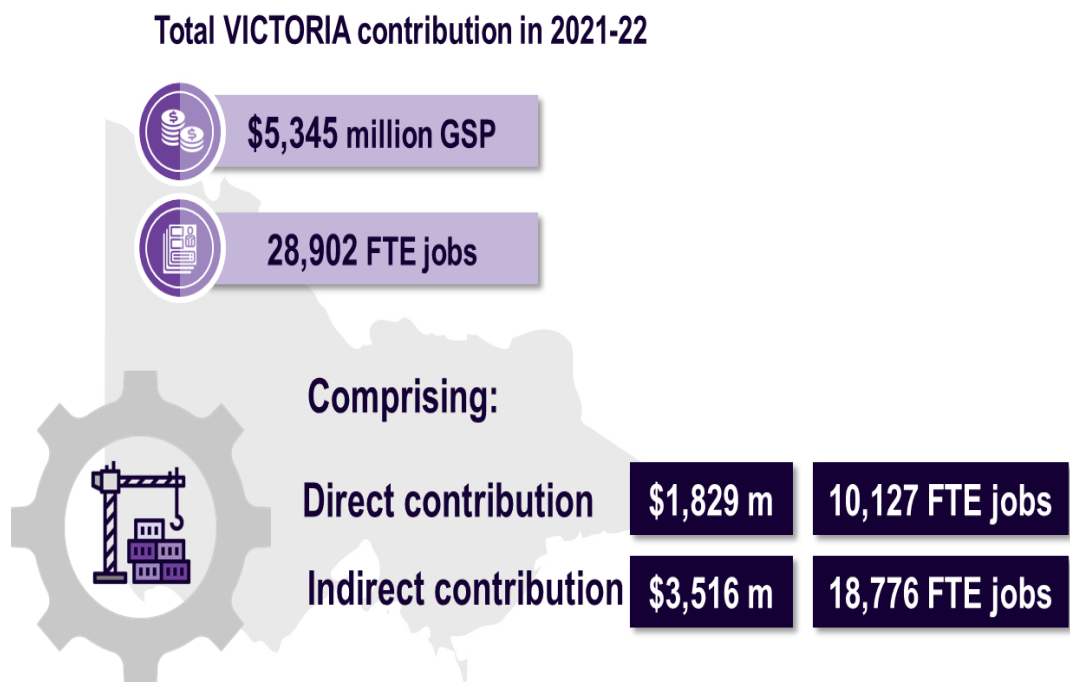 Total VICTORIA contribution in 2021-22
$5,345 million GSP
28,902 FTE jobs
Comprising:
Direct contribution $1,829 m 10,127 FTE jobs
Indirect contribution $3,516 m 18,776 FTE jobs